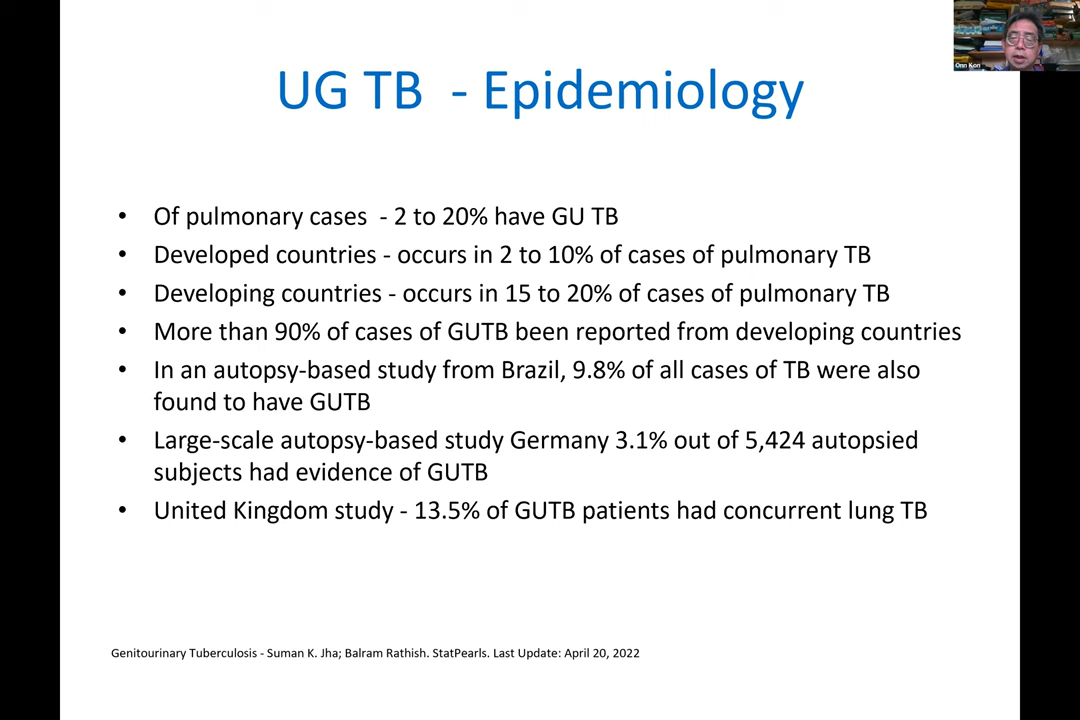 Onn Kon
UG TB - Epidemiology
• Of pulmonary cases - 2 to 20% have GU TB
• Developed countries - occurs in 2 to 10% of cases of pulmonary TB
• Developing countries - occurs in 15 to 20% of cases of pulmonary TB
• More than 90% of cases of GUTB been reported from developing countries
• In an autopsy-based study from Brazil, 9.8% of all cases of TB were also
found to have GUTB
• Large-scale autopsy-based study Germany 3.1% out of 5,424 autopsied
subjects had evidence of GUTB
• United Kingdom study - 13.5% of GUTB patients had concurrent lung TB
Genitourinary Tuberculosis - Suman K. Jha; Balram Rathish. StatPearls. Last Update: April 20, 2022